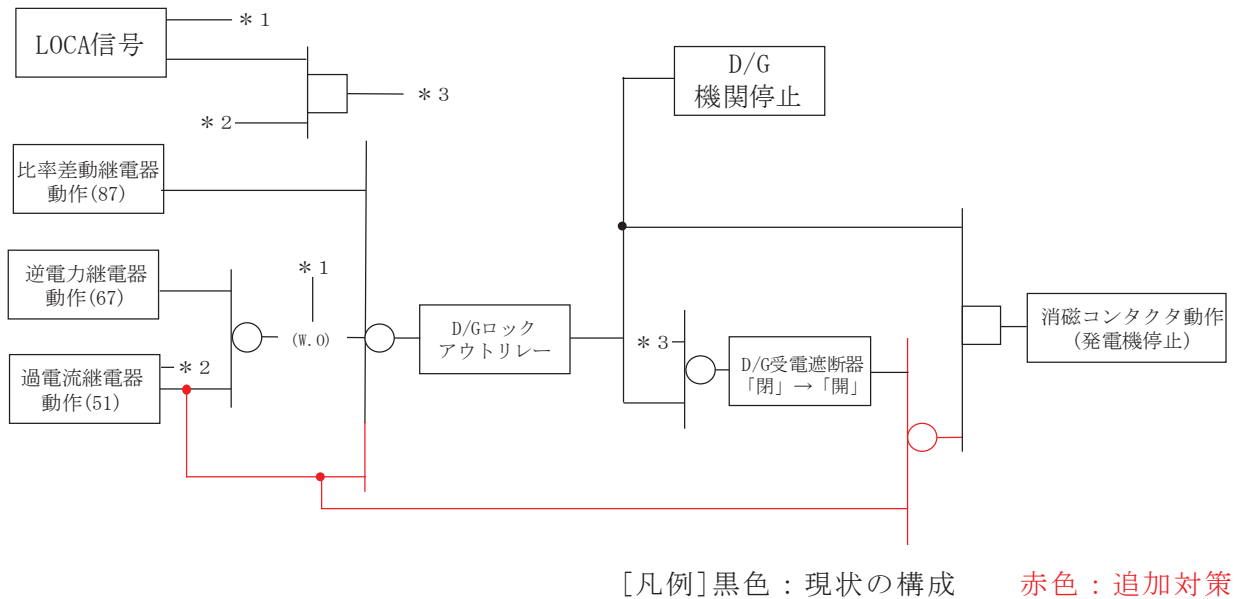 LOCA信号
＊1
＊2
＊3
D/G
機関停止
比率差動継電器
動作(87)
逆電力継電器
動作(67)
＊1
(W.O)
過電流継電器
動作(51)
＊2
D/Gロック
アウトリレー
＊3
D/G受電遮断器
「閉」→「開」
消磁コンタクタ動作
(発電機停止)
[凡例]黒色：現状の構成　赤色：追加対策